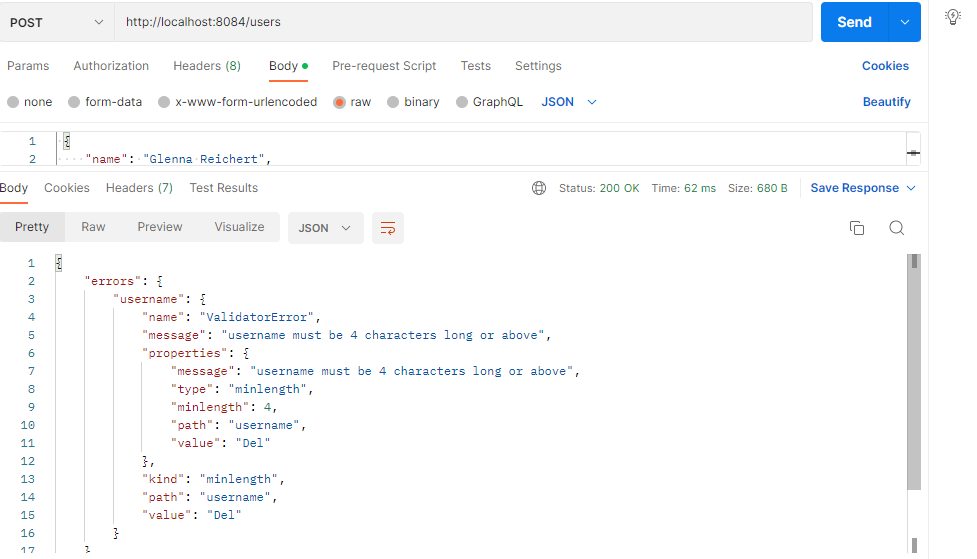 POST http://localhost:8084/users Send
Params Authorization Headers (8) Body Pre-request Script Tests Settings Cookies
none form-data x-www-form-urlencoded raw binary GraphQL JSON Beautify
1 {
2 "name": "Glenna Reichert",
Body Cookies Headers (7) Test Results Status: 200 OK Time: 62 ms Size: 680 B Save Response
Pretty Raw Preview Visualize JSON
1 {
2 "errors": {
3 "username": {
4 "name": "ValidatorError",
5 "message": "username must be 4 characters long or above",
6 "properties": {
7 "message": "username must be 4 characters long or above",
8 "type": "minlength",
9 "minlength": 4,
10 "path": "username",
11 "value": "Del"
12 },
13 "kind": "minlength",
14 "path": "username",
15 "value": "Del"
16 }
17 }